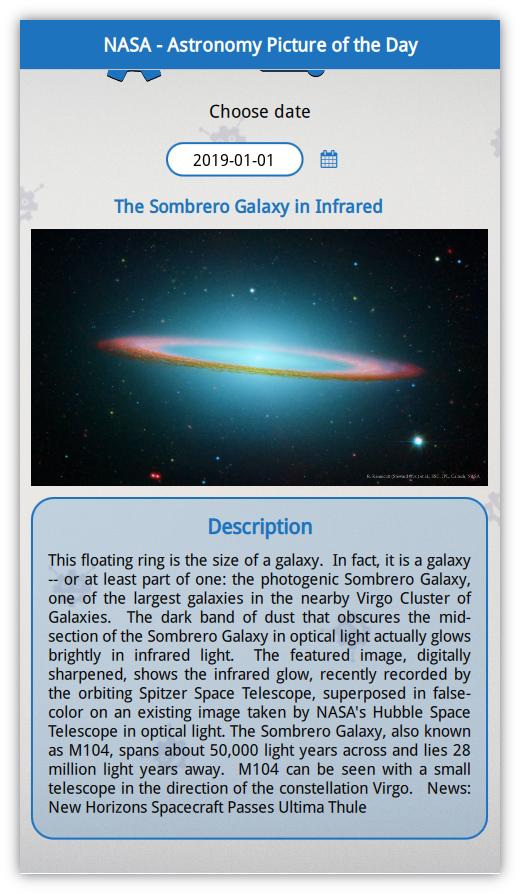 NASA - Astronomy Picture of the Day
Choose date
2019-01-01
The Sombrero Galaxy in Infrared
Description
This floating ring is the size of a galaxy.  In fact, it is a galaxy
-- or at least part of one: the photogenic Sombrero Galaxy,
one of the largest galaxies in the nearby Virgo Cluster of
Galaxies.  The dark band of dust that obscures the mid-
section of the Sombrero Galaxy in optical light actually glows
brightly in infrared light.  The featured image, digitally
sharpened, shows the infrared glow, recently recorded by
the orbiting Spitzer Space Telescope, superposed in false-
color on an existing image taken by NASA's Hubble Space
Telescope in optical light. The Sombrero Galaxy, also known
as M104, spans about 50,000 light years across and lies 28
million light years away.  M104 can be seen with a small
telescope in the direction of the constellation Virgo.   News:
New Horizons Spacecraft Passes Ultima Thule